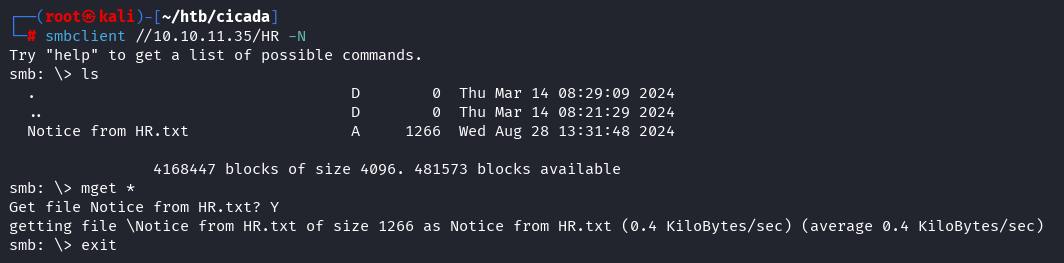 ┌──(root㉿kali)-[~/htb/cicada]
└─# smbclient //10.10.11.35/HR -N
Try "help" to get a list of possible commands.
smb: \> ls
  .                                   D        0  Thu Mar 14 08:29:09 2024
  ..                                  D        0  Thu Mar 14 08:21:29 2024
  Notice from HR.txt                  A     1266  Wed Aug 28 13:31:48 2024

                4168447 blocks of size 4096. 481573 blocks available
smb: \> mget *
Get file Notice from HR.txt? Y
getting file \Notice from HR.txt of size 1266 as Notice from HR.txt (0.4 KiloBytes/sec) (average 0.4 KiloBytes/sec)
smb: \> exit